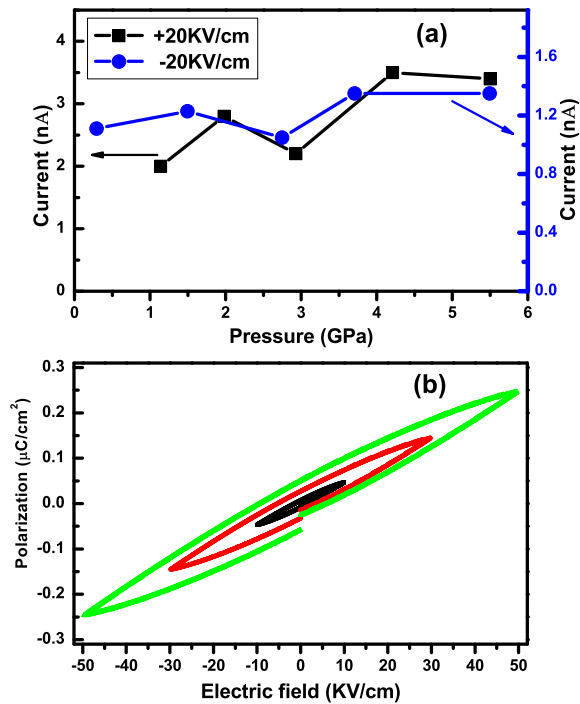 (a)
+20KV/cm
-20KV/cm
4
3
2
1
0
Current (nA)
1.6
1.2
0.8
0.4
0.0
Current (nA)
0 1 2 3 4 5 6
Pressure (GPa)
(b)
0.3
0.2
0.1
0.0
-0.1
-0.2
-0.3
Polarization (μC/cm²)
-50 -40 -30 -20 -10 0 10 20 30 40 50
Electric field (KV/cm)